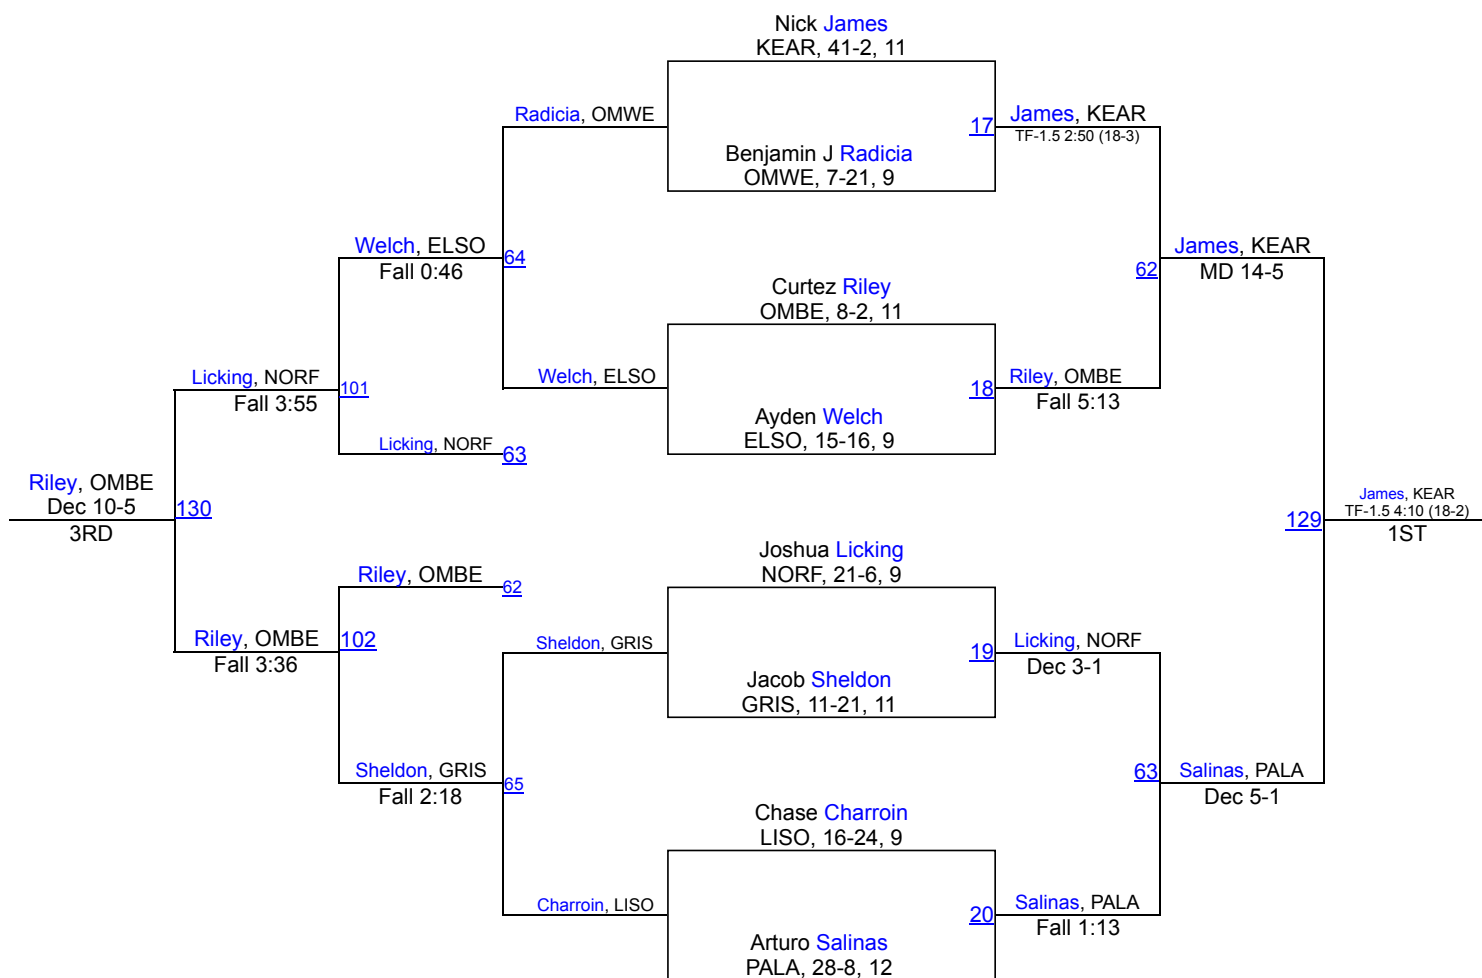 Nick James
KEAR, 41-2, 11
Radicia, OMWE
17
James, KEAR
TF-1.5 2:50 (18-3)
Benjamin J Radicia
OMWE, 7-21, 9
Welch, ELSO
Fall 0:46
64
62
James, KEAR
MD 14-5
Curtez Riley
OMBE, 8-2, 11
Licking, NORF
Fall 3:55
101
Welch, ELSO
18
Riley, OMBE
Fall 5:13
Ayden Welch
ELSO, 15-16, 9
Licking, NORF
63
Riley, OMBE
Dec 10-5
3RD
130
129
James, KEAR
TF-1.5 4:10 (18-2)
1ST
Joshua Licking
NORF, 21-6, 9
Riley, OMBE
62
Riley, OMBE
Fall 3:36
102
Sheldon, GRIS
19
Licking, NORF
Dec 3-1
Jacob Sheldon
GRIS, 11-21, 11
Sheldon, GRIS
Fall 2:18
65
63
Salinas, PALA
Dec 5-1
Chase Charroin
LISO, 16-24, 9
Charroin, LISO
20
Salinas, PALA
Fall 1:13
Arturo Salinas
PALA, 28-8, 12